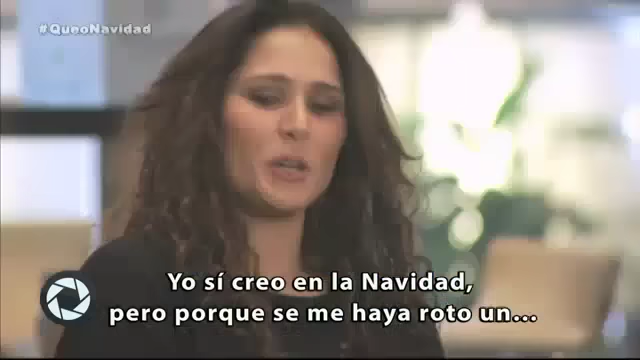 #QueoNavidad
Yo sí creo en la Navidad,
pero porque se me haya roto un...